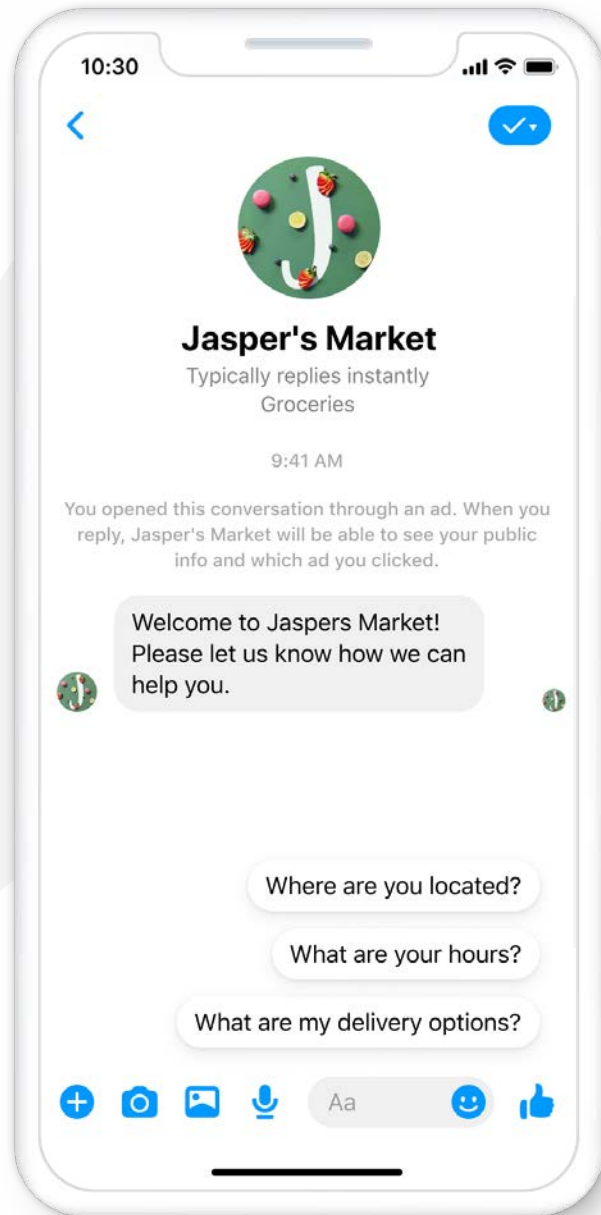 10:30
J
Jasper's Market
Typically replies instantly
Groceries
9:41 AM
You opened this conversation through an ad. When you
reply, Jasper's Market will be able to see your public
info and which ad you clicked.
Welcome to Jaspers Market!
Please let us know how we can
help you.
J
J
Where are you located?
What are your hours?
What are my delivery options?
Aa